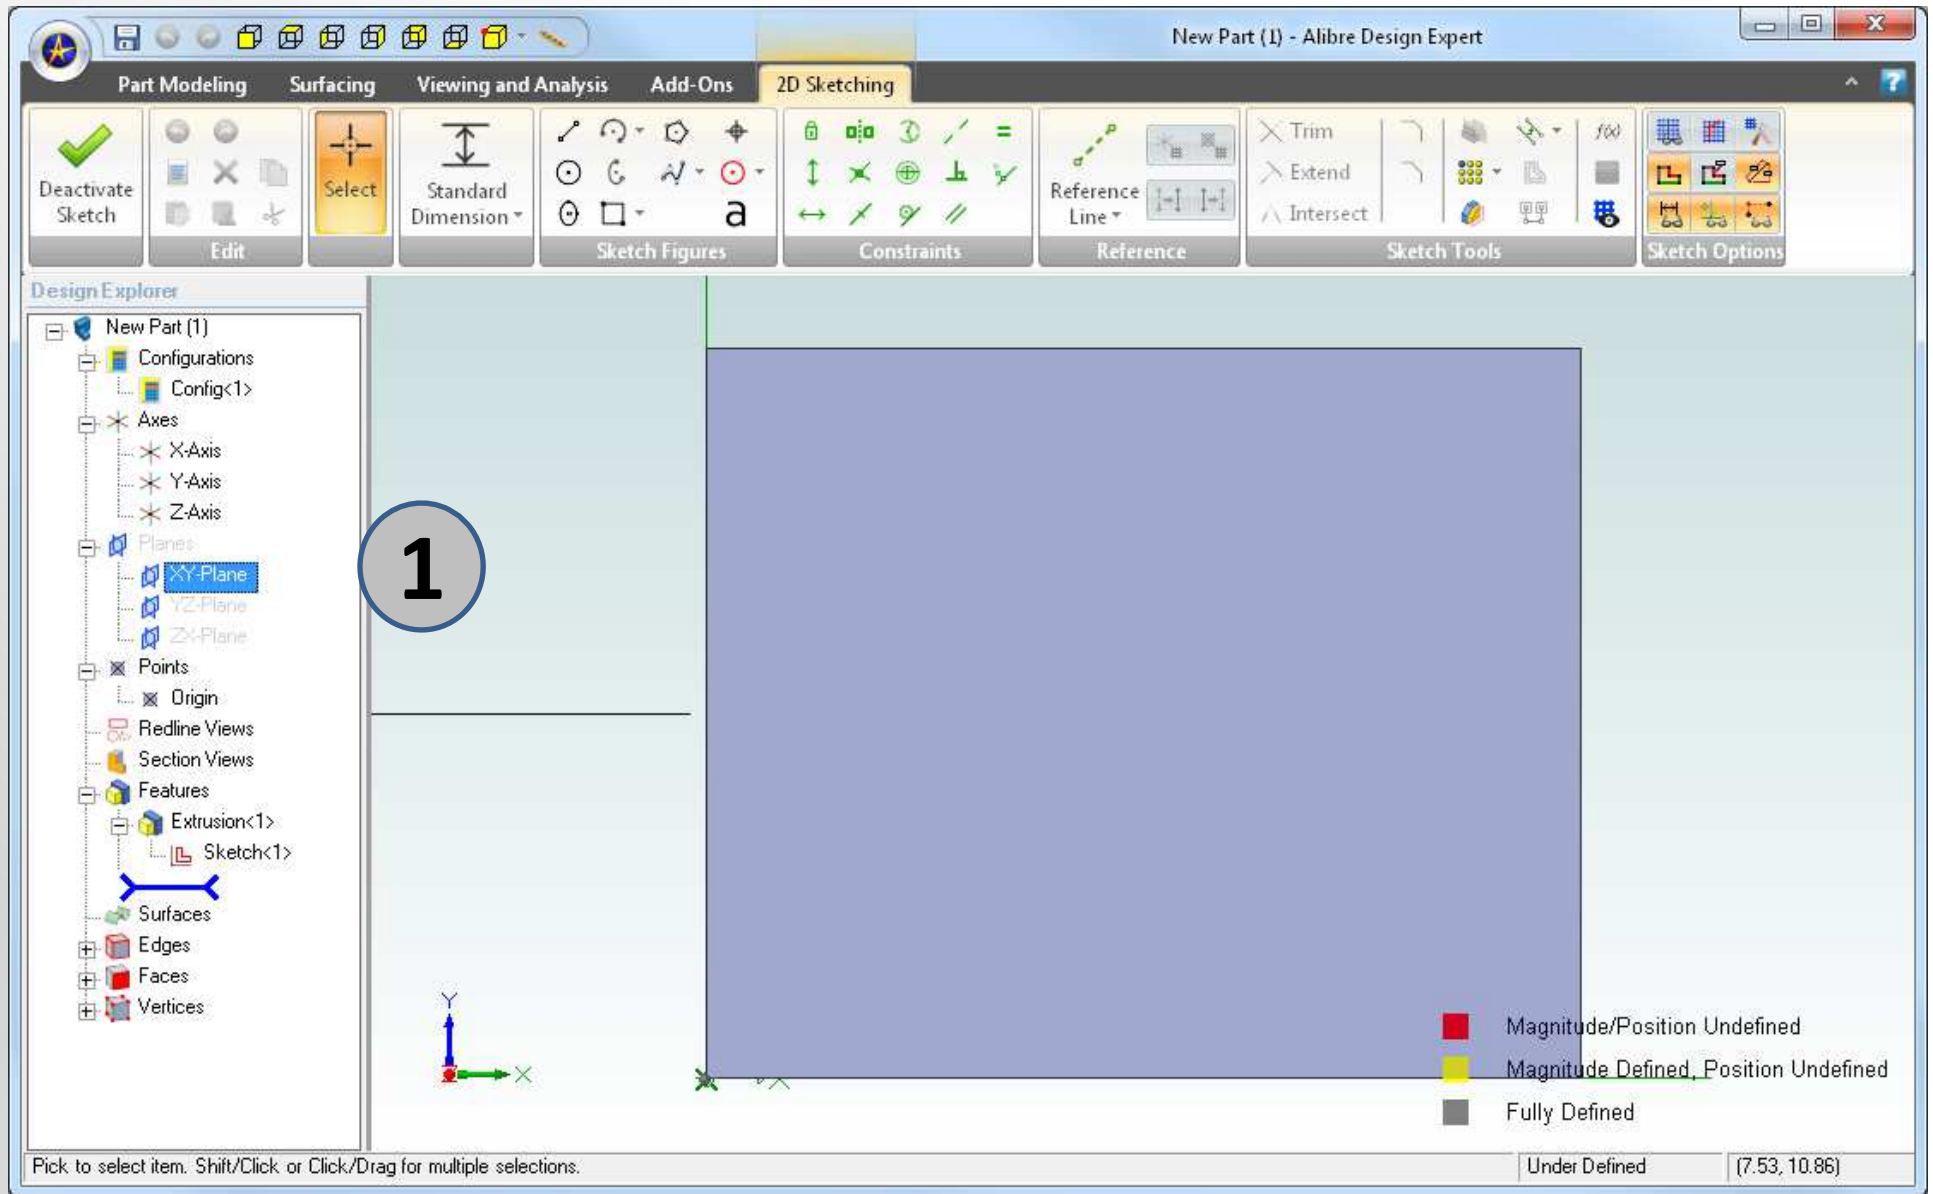 New Part (1) - Alibre Design Expert
Part Modeling Surfacing Viewing and Analysis Add-Ons 2D Sketching
Deactivate Sketch
Edit
Select
Standard Dimension
a
Sketch Figures
Constraints
Reference Line
Reference
Trim
Extend
Intersect
f(x)
Sketch Tools
Sketch Options
Design Explorer
New Part (1)
Configurations
Config<1>
Axes
X-Axis
Y-Axis
Z-Axis
Planes
XY-Plane
YZ-Plane
ZX-Plane
Points
Origin
Redline Views
Section Views
Features
Extrusion<1>
Sketch<1>
Surfaces
Edges
Faces
Vertices
1
Y
X
X
Magnitude/Position Undefined
Magnitude Defined, Position Undefined
Fully Defined
Pick to select item. Shift/Click or Click/Drag for multiple selections.
Under Defined
(7.53, 10.86)